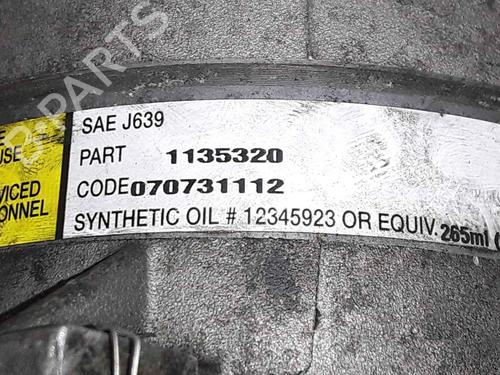 USE
VICED
ONNEL
SAE J639
PART 1135320
CODE 070731112
SYNTHETIC OIL # 12345923 OR EQUIV. 265ml
B-PARTS